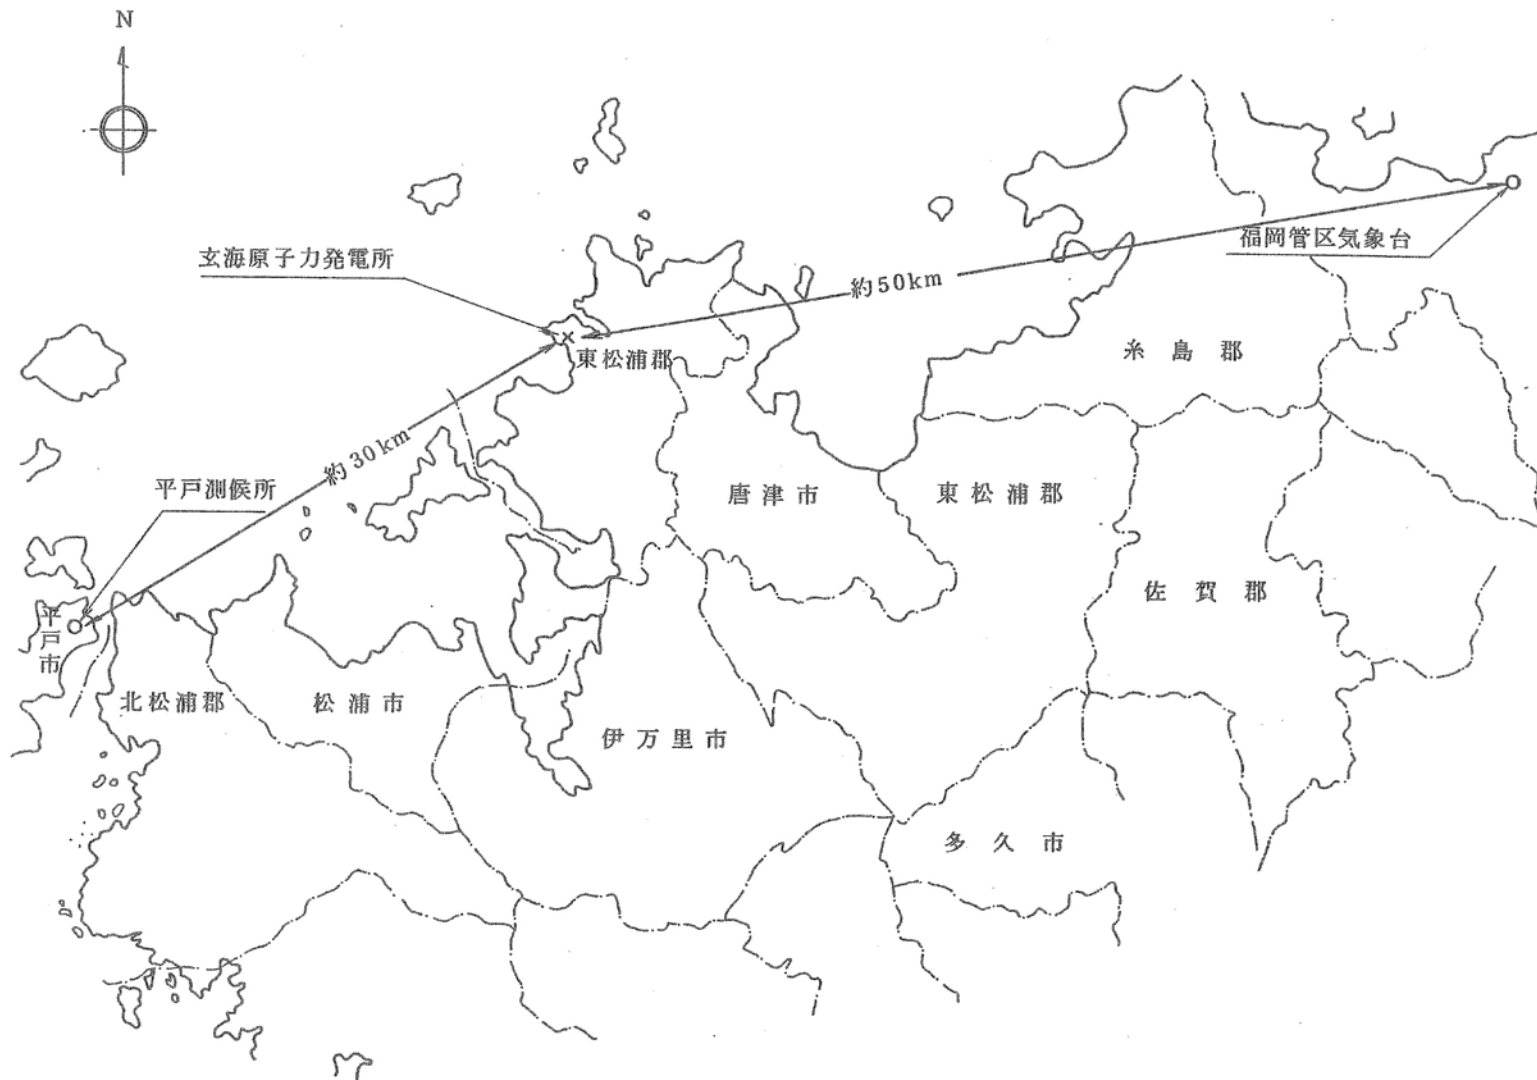 N
玄海原子力発電所
福岡管区気象台
約50km
東松浦郡
糸島郡
約30km
平戸測候所
唐津市
東松浦郡
佐賀郡
平戸市
北松浦郡
松浦市
伊万里市
多久市